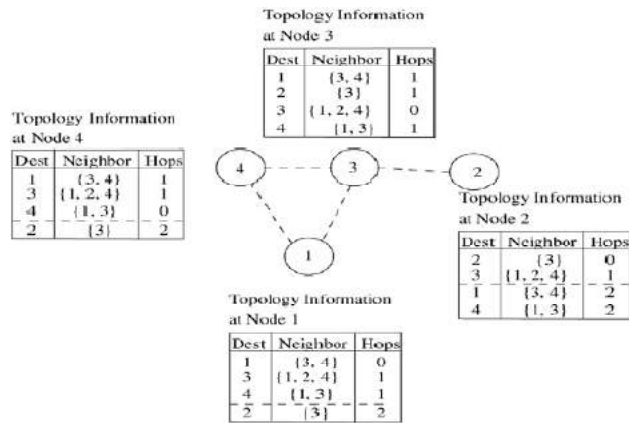 Topology Information
at Node 3
Dest Neighbor Hops
1 {3, 4} 1
2 {3} 1
3 {1, 2, 4} 0
4 {1, 3} 1
Topology Information
at Node 4
Dest Neighbor Hops
1 {3, 4} 1
3 {1, 2, 4} 1
4 {1, 3} 0
2 {3} 2
4
3
2
1
Topology Information
at Node 2
Dest Neighbor Hops
2 {3} 0
3 {1, 2, 4} 1
1 {3, 4} 2
4 {1, 3} 2
Topology Information
at Node 1
Dest Neighbor Hops
1 {3, 4} 0
3 {1, 2, 4} 1
4 {1, 3} 1
2 {3} 2